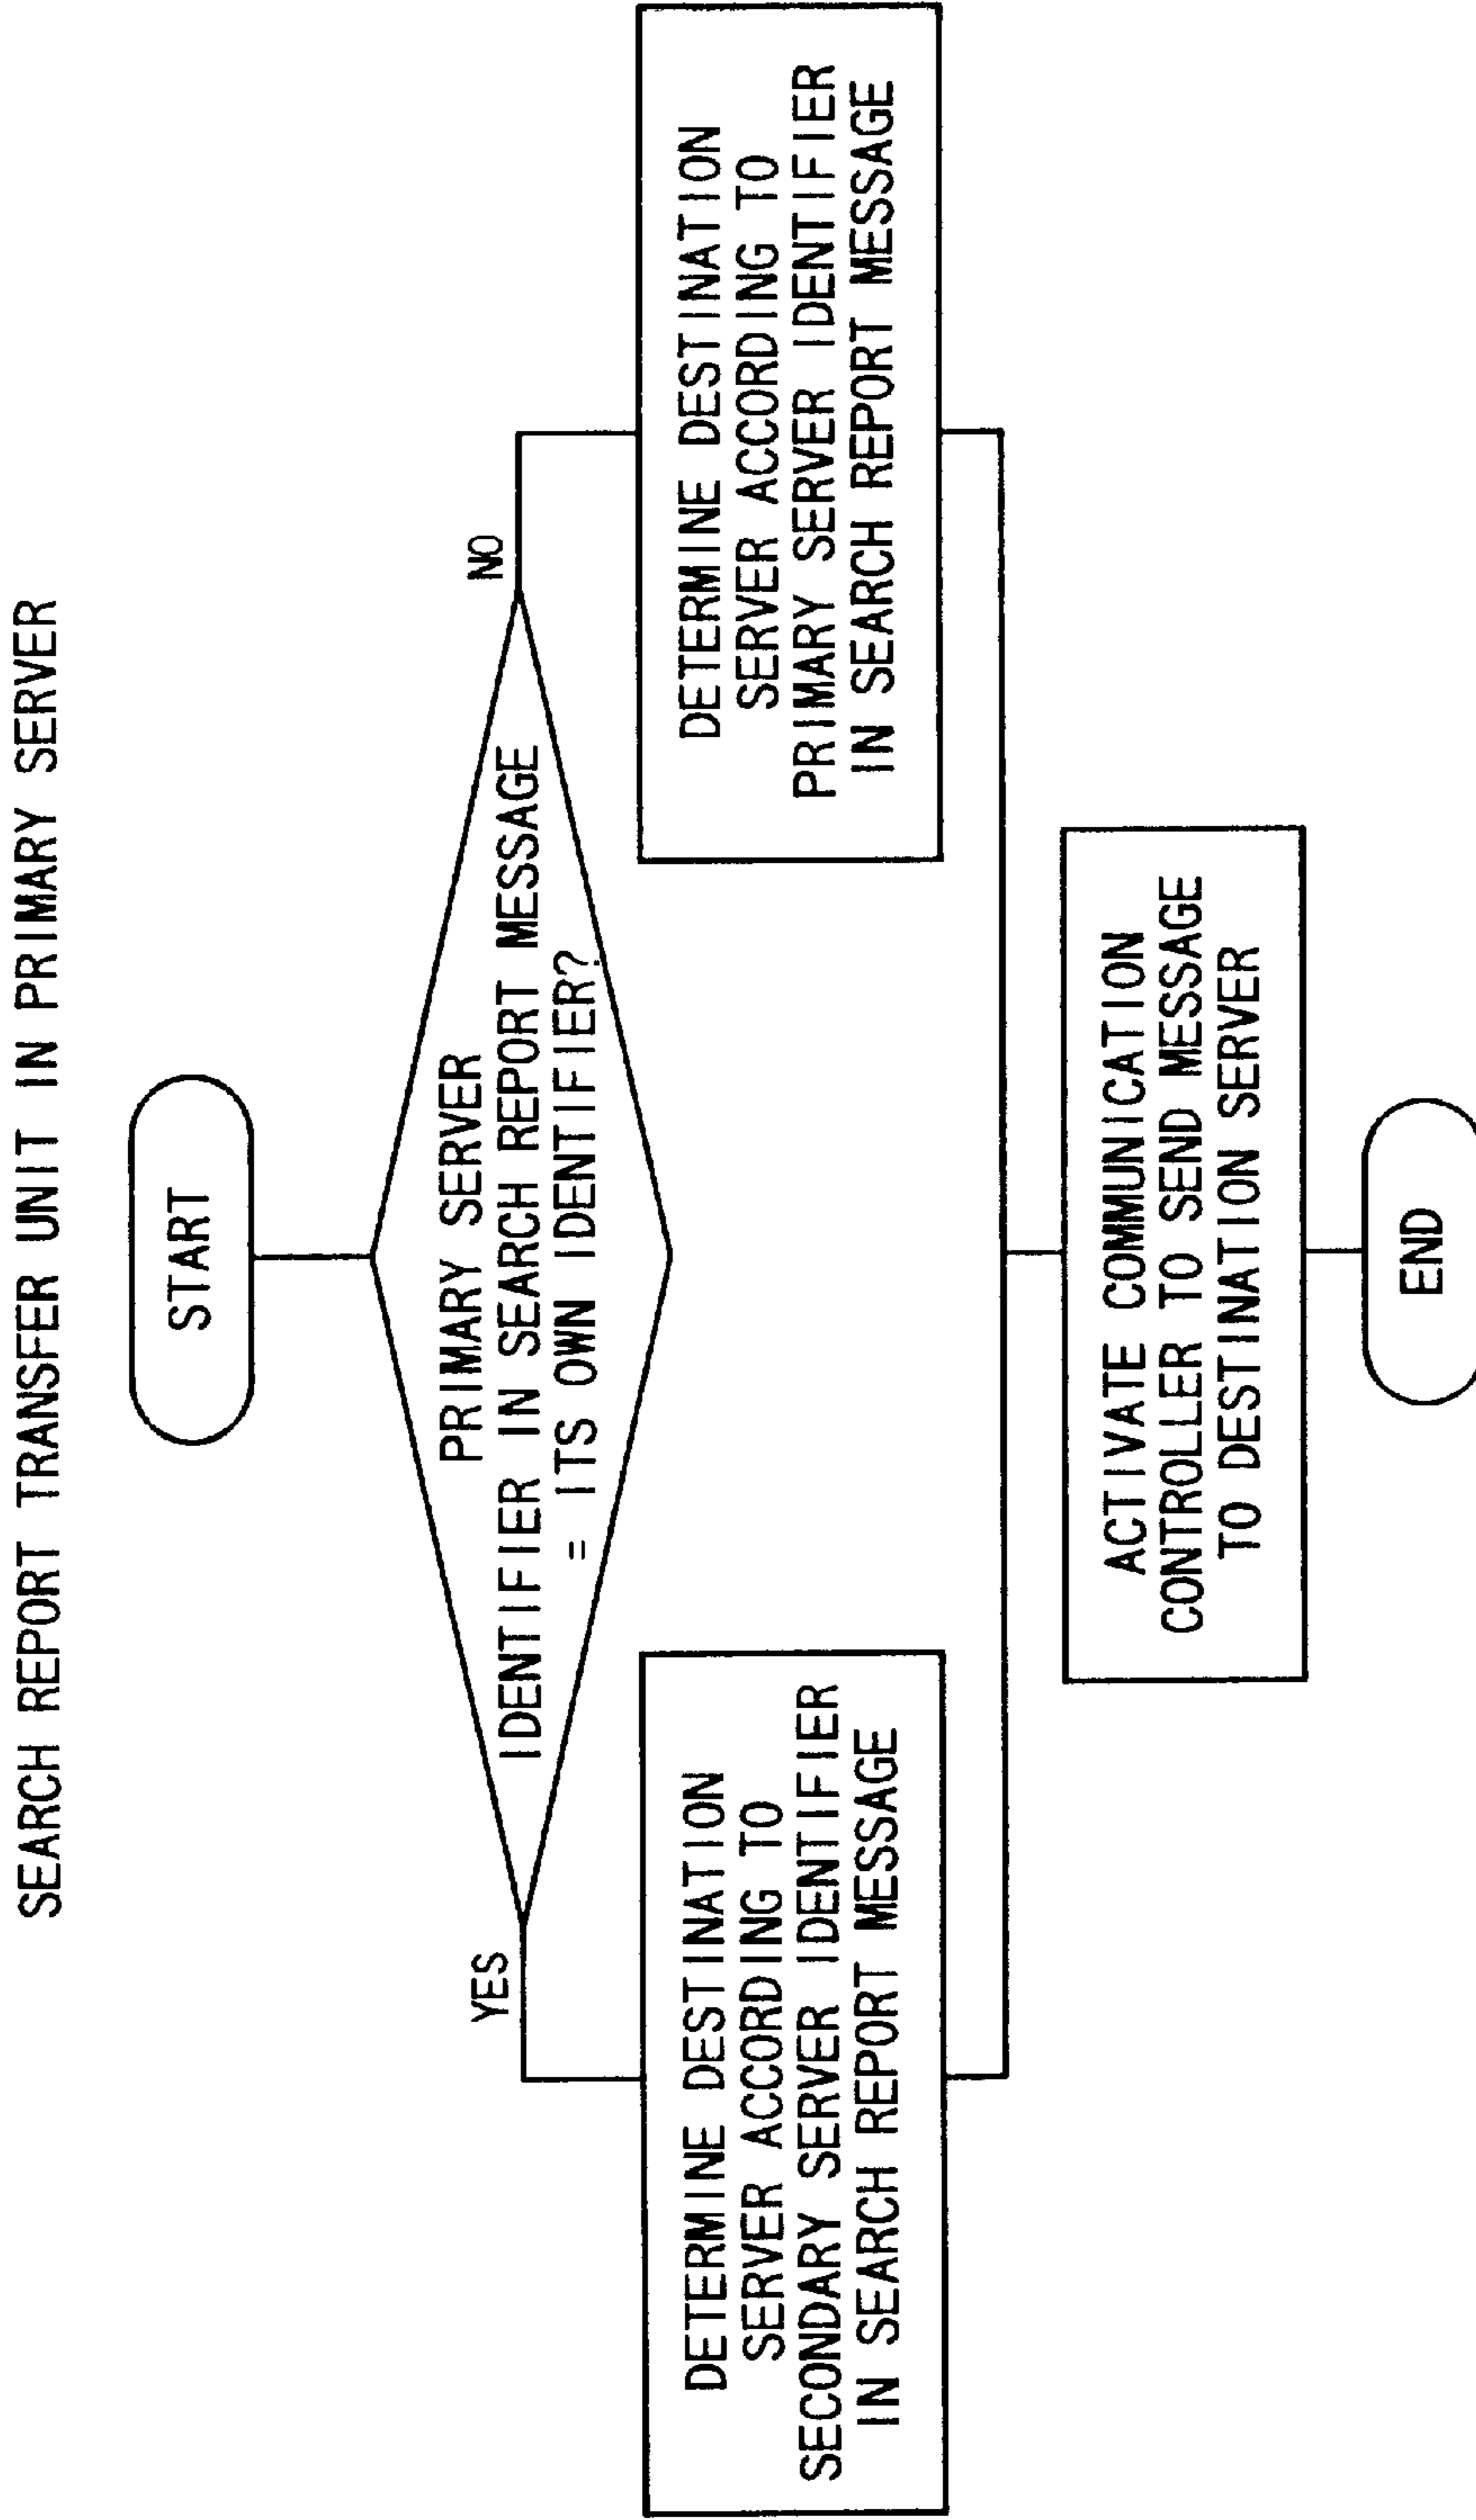 SEARCH REPORT TRANSFER UNIT IN PRIMARY SERVER
START
PRIMARY SERVER
IDENTIFIER IN SEARCH REPORT MESSAGE
= ITS OWN IDENTIFIER?
YES
NO
DETERMINE DESTINATION
SERVER ACCORDING TO
SECONDARY SERVER IDENTIFIER
IN SEARCH REPORT MESSAGE
DETERMINE DESTINATION
SERVER ACCORDING TO
PRIMARY SERVER IDENTIFIER
IN SEARCH REPORT MESSAGE
ACTIVATE COMMUNICATION
CONTROLLER TO SEND MESSAGE
TO DESTINATION SERVER
END